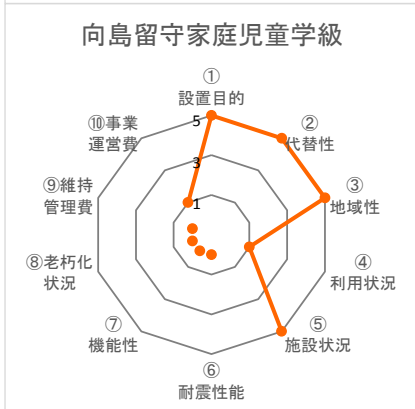 向島留守家庭児童学級
①
設置目的
②
代替性
③
地域性
④
利用状況
⑤
施設状況
⑥
耐震性能
⑦
機能性
⑧老朽化
状況
⑨維持
管理費
⑩事業
運営費
5
3
1